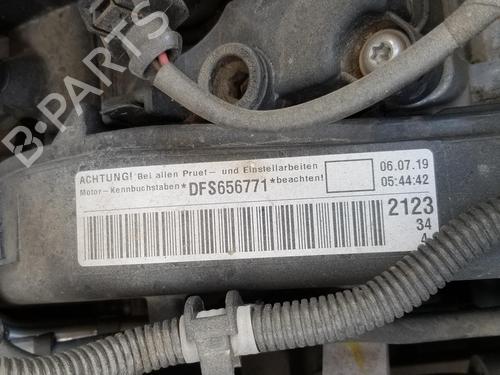 B-Parts
ACHTUNG! Bei allen Pruef- und Einstellarbeiten
Motor-Kennbuchstaben *DFS656771* beachten!
06.07.19
05:44:42
2123
34
4